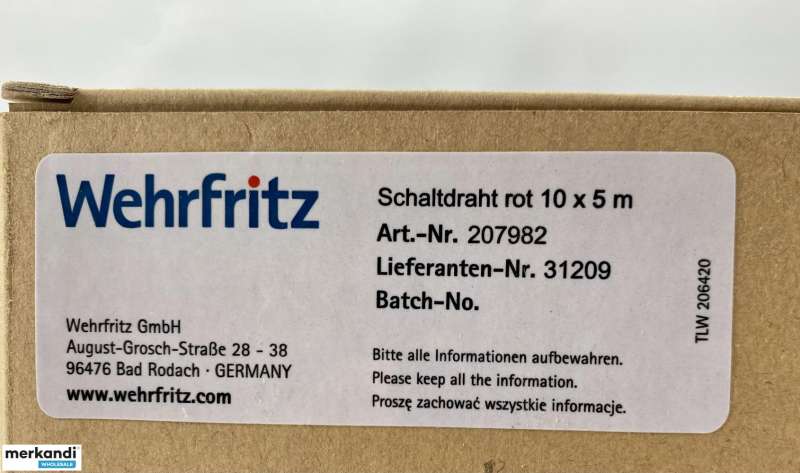 Wehrfritz
Schaltdraht rot 10 x 5 m
Art.-Nr. 207982
Lieferanten-Nr. 31209
Batch-No.
TLW 206420
Wehrfritz GmbH
August-Grosch-Straße 28 - 38
96476 Bad Rodach · GERMANY
www.wehrfritz.com
Bitte alle Informationen aufbewahren.
Please keep all the information.
Proszę zachować wszystkie informacje.
merkandi
WHOLESALE